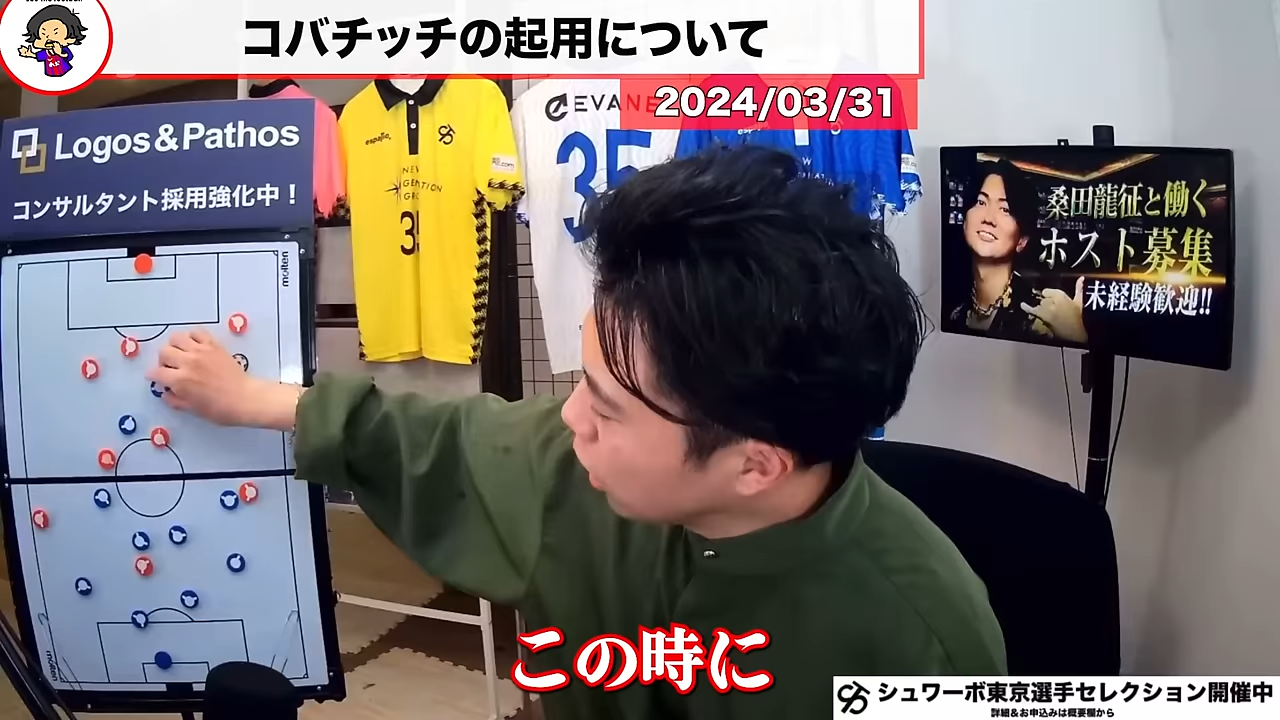 コバチッチの起用について
2024/03/31
Logos&Pathos
コンサルタント採用強化中！
molten
espajio,
EVANE
35
桑田龍征と働く
ホスト募集
未経験歓迎!!
この時に
シュワーボ東京選手セレクション開催中
詳細&お申込みは概要欄から